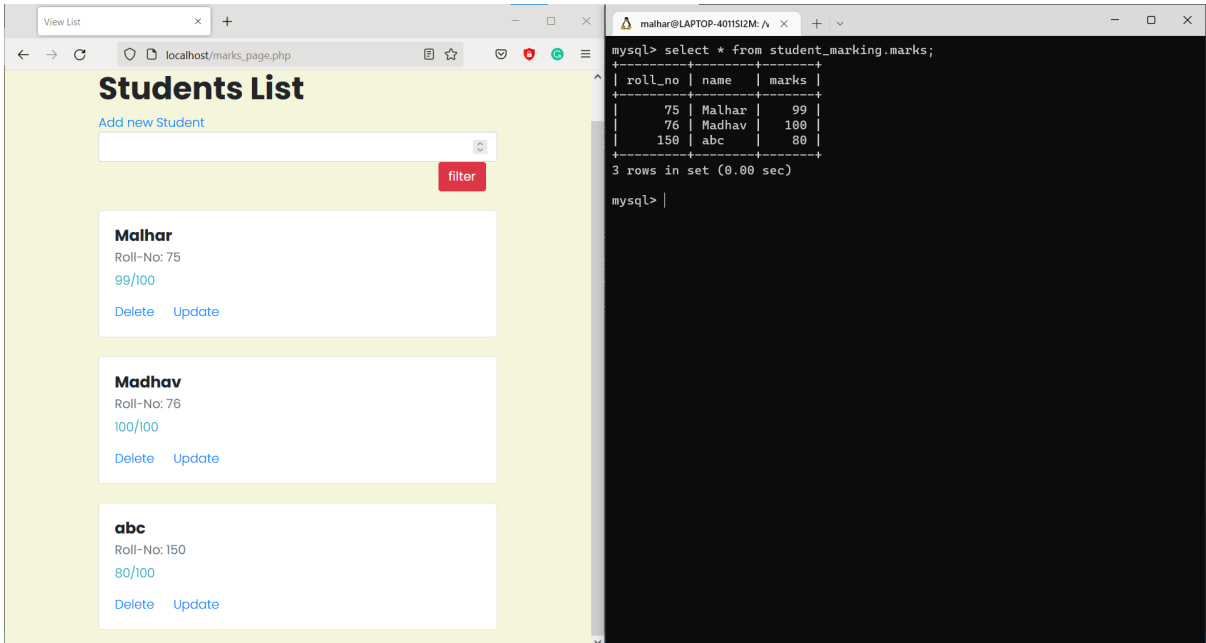 View List
localhost/marks_page.php
Students List
Add new Student
filter
Malhar
Roll-No: 75
99/100
Delete Update
Madhav
Roll-No: 76
100/100
Delete Update
abc
Roll-No: 150
80/100
Delete Update
malhar@LAPTOP-4011SI2M: /
mysql> select * from student_marking.marks;
+---------+--------+-------+
| roll_no | name   | marks |
+---------+--------+-------+
|      75 | Malhar |    99 |
|      76 | Madhav |   100 |
|     150 | abc    |    80 |
+---------+--------+-------+
3 rows in set (0.00 sec)
mysql>